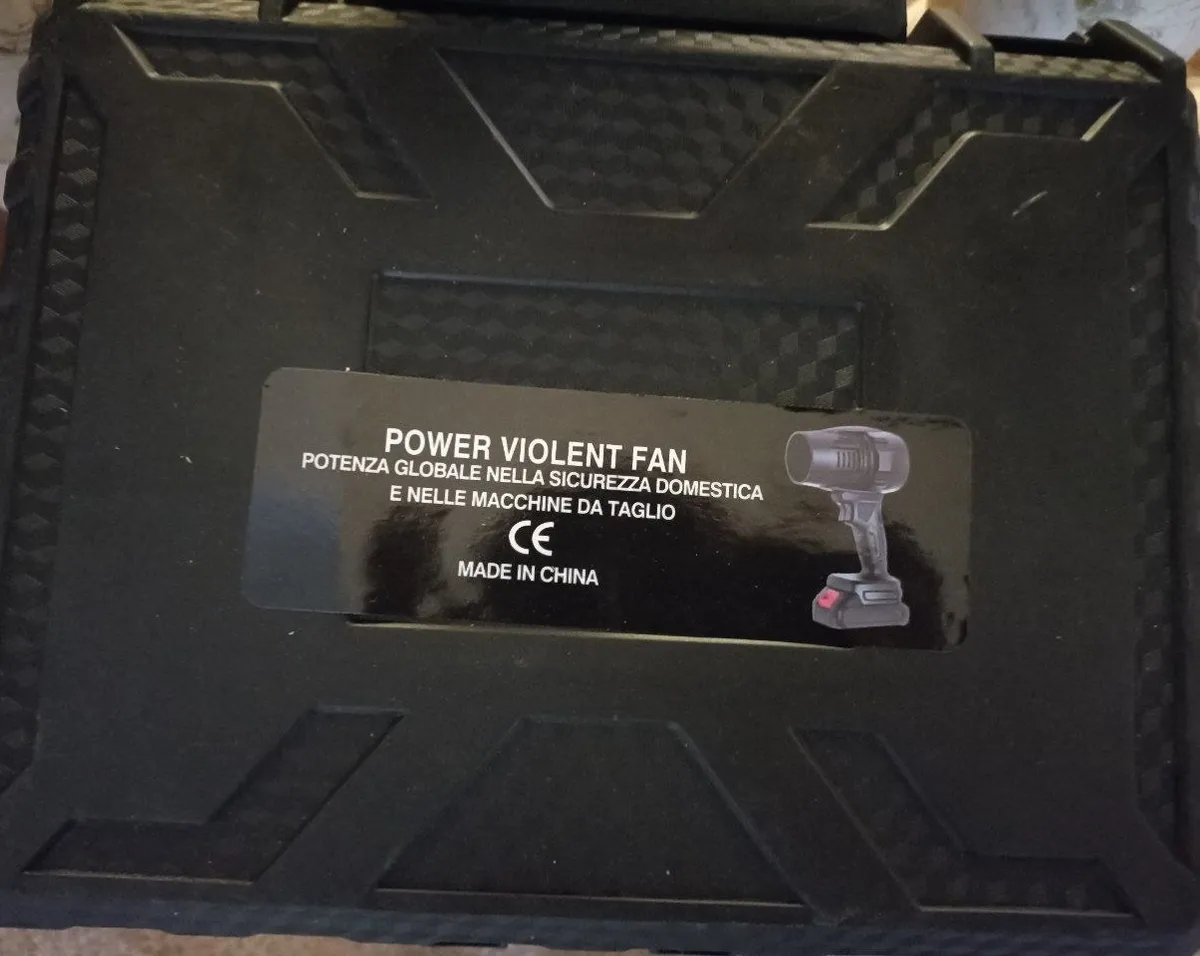 POWER VIOLENT FAN
POTENZA GLOBALE NELLA SICUREZZA DOMESTICA
E NELLE MACCHINE DA TAGLIO
CE
MADE IN CHINA